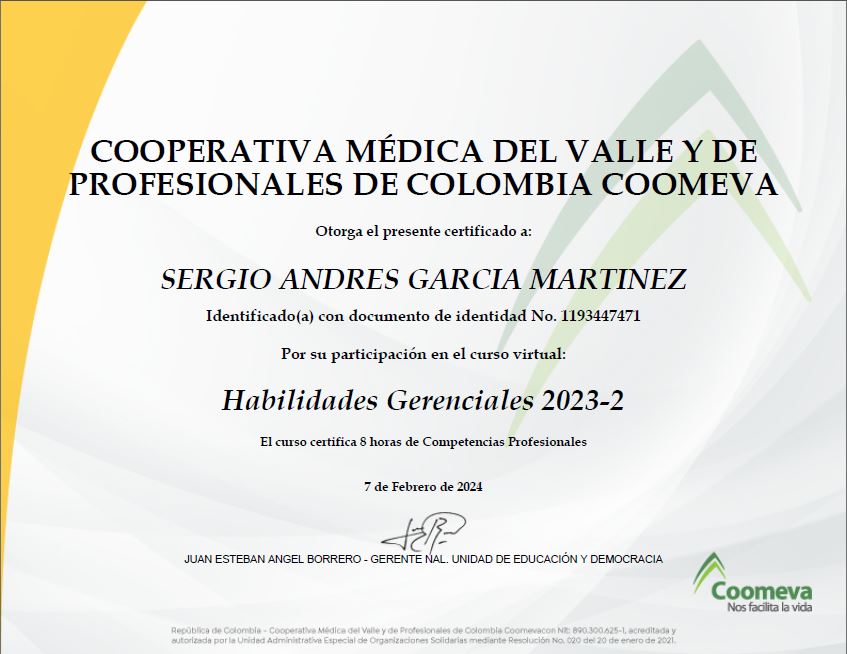 COOPERATIVA MÉDICA DEL VALLE Y DE
PROFESIONALES DE COLOMBIA COOMEVA
Otorga el presente certificado a:
SERGIO ANDRES GARCIA MARTINEZ
Identificado(a) con documento de identidad No. 1193447471
Por su participación en el curso virtual:
Habilidades Gerenciales 2023-2
El curso certifica 8 horas de Competencias Profesionales
7 de Febrero de 2024
JUAN ESTEBAN ANGEL BORRERO - GERENTE NAL. UNIDAD DE EDUCACIÓN Y DEMOCRACIA
Coomeva
Nos facilita la vida
República de Colombia - Cooperativa Médica del Valle y de Profesionales de Colombia Coomevacon Nit: 890.300.625-1, acreditada y
autorizada por la Unidad Administrativa Especial de Organizaciones Solidarias mediante Resolución No. 020 del 20 de enero de 2021.